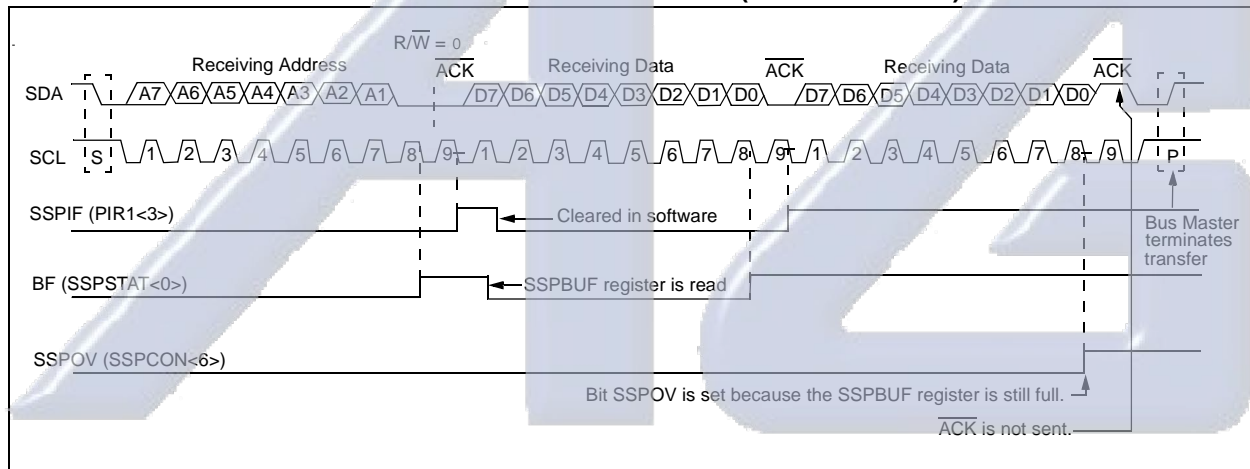 R/W = 0
Receiving Address
ACK
Receiving Data
ACK
Receiving Data
ACK
SDA
A7 A6 A5 A4 A3 A2 A1
D7 D6 D5 D4 D3 D2 D1 D0
D7 D6 D5 D4 D3 D2 D1 D0
SCL
S
1 2 3 4 5 6 7 8 9
1 2 3 4 5 6 7 8 9
1 2 3 4 5 6 7 8 9
P
SSPIF (PIR1<3>)
Cleared in software
Bus Master
terminates
transfer
BF (SSPSTAT<0>)
SSPBUF register is read
SSPOV (SSPCON<6>)
Bit SSPOV is set because the SSPBUF register is still full.
ACK is not sent.